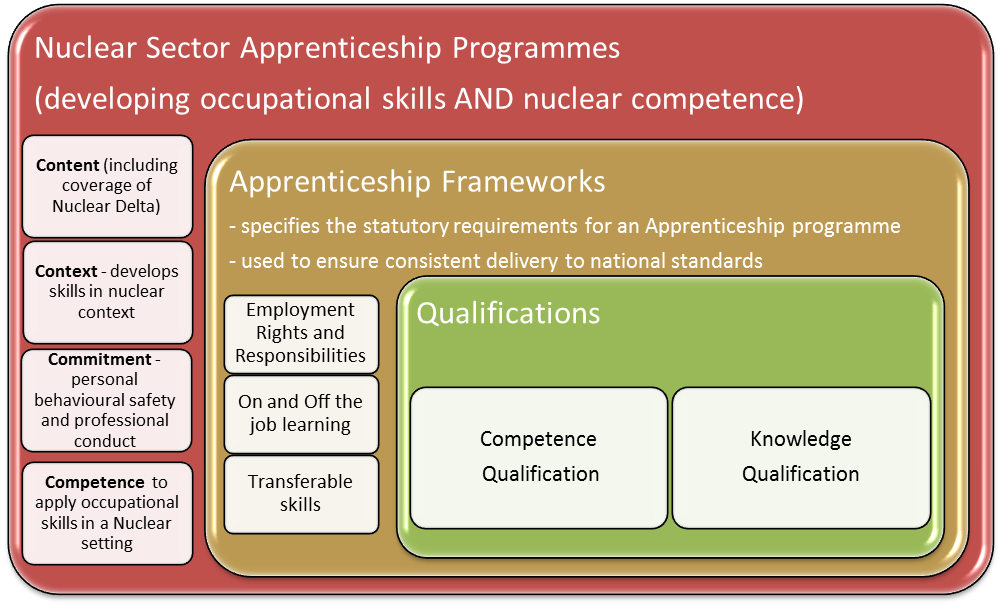 Nuclear Sector Apprenticeship Programmes
(developing occupational skills AND nuclear competence)
Content (including
coverage of
Nuclear Delta)
Context - develops
skills in nuclear
context
Commitment -
personal
behavioural safety
and professional
conduct
Competence to
apply occupational
skills in a Nuclear
setting
Apprenticeship Frameworks
- specifies the statutory requirements for an Apprenticeship programme
- used to ensure consistent delivery to national standards
Employment
Rights and
Responsibilities
On and Off the
job learning
Transferable
skills
Qualifications
Competence
Qualification
Knowledge
Qualification